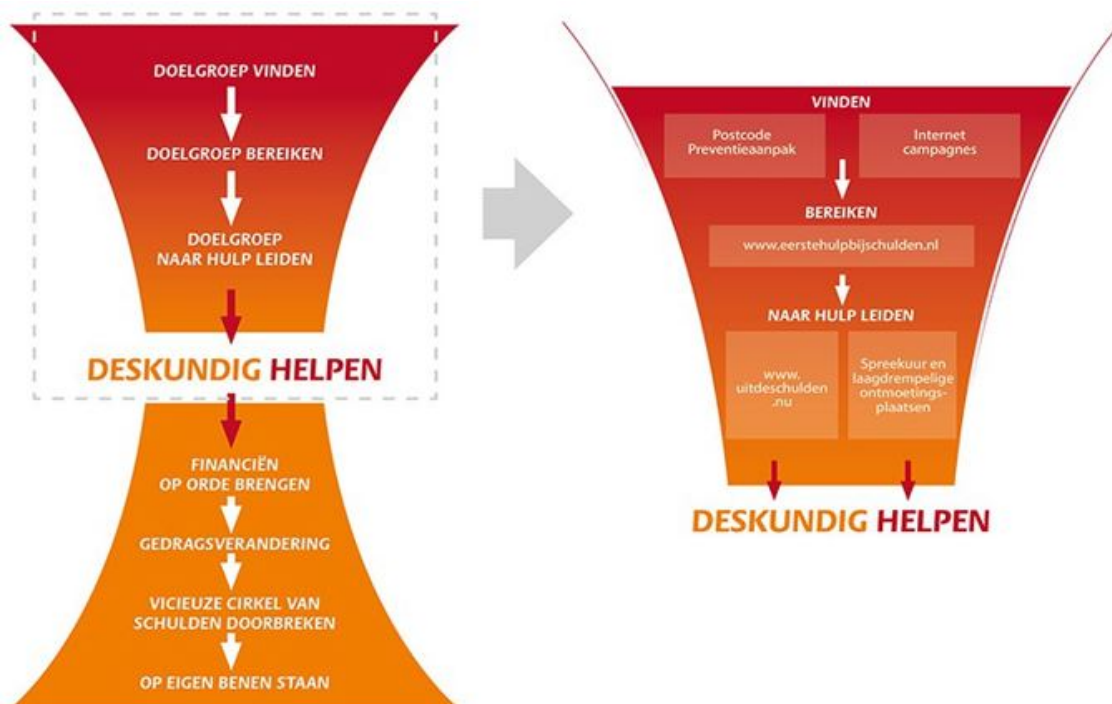 DOELGROEP VINDEN
DOELGROEP BEREIKEN
DOELGROEP
NAAR HULP LEIDEN
DESKUNDIG HELPEN
FINANCIËN
OP ORDE BRENGEN
GEDRAGSVERANDERING
VICIEUZE CIRKEL VAN
SCHULDEN DOORBREKEN
OP EIGEN BENEN STAAN
VINDEN
Postcode
Preventieaanpak
Internet
campagnes
BEREIKEN
www.eerstehulpbijschulden.nl
NAAR HULP LEIDEN
www.
uitdeschulden
.nu
Spreekuur en
laagdrempelige
ontmoetings-
plaatsen
DESKUNDIG HELPEN